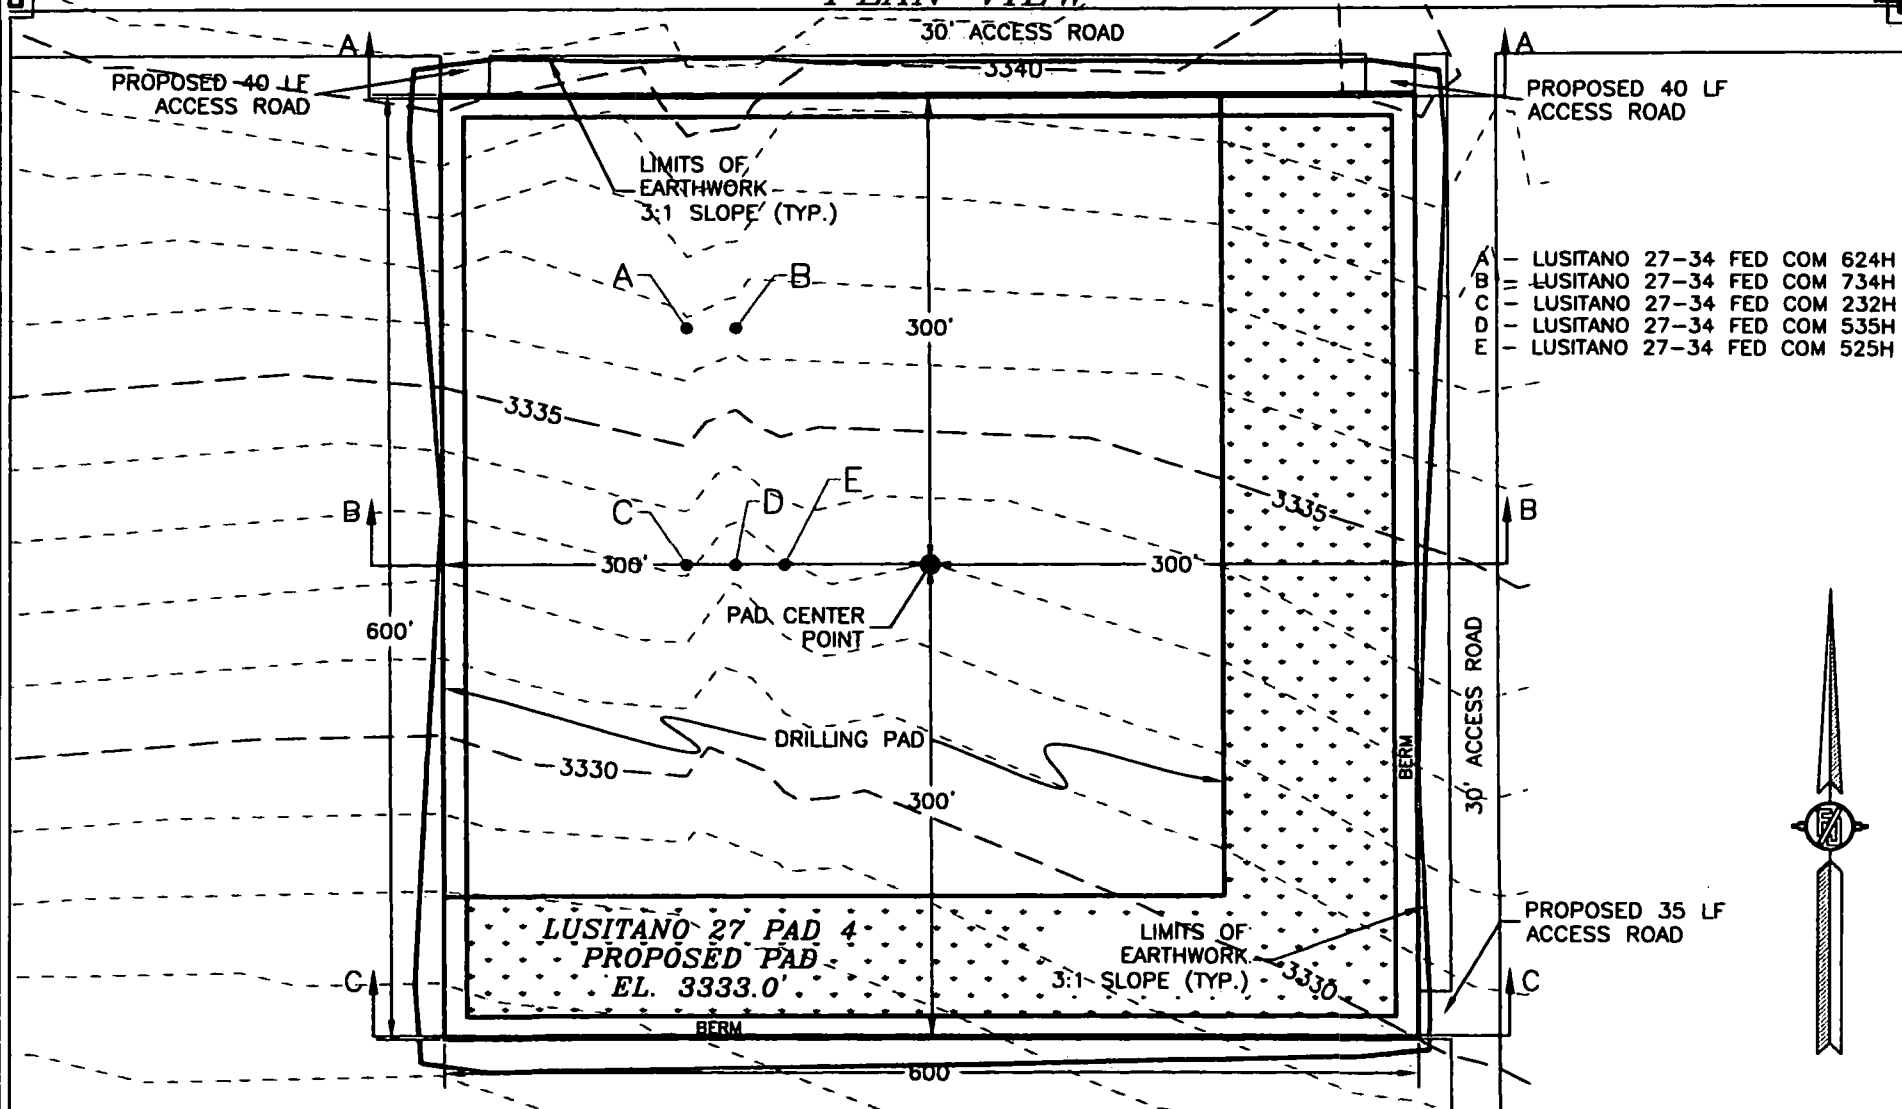 PLAN VIEW
30' ACCESS ROAD
A
A
3340
PROPOSED 40 LF
ACCESS ROAD
PROPOSED 40 LF
ACCESS ROAD
LIMITS OF
EARTHWORK
3:1 SLOPE (TYP.)
A
B
300'
A - LUSITANO 27-34 FED COM 624H
B - LUSITANO 27-34 FED COM 734H
C - LUSITANO 27-34 FED COM 232H
D - LUSITANO 27-34 FED COM 535H
E - LUSITANO 27-34 FED COM 525H
3335
3335
B
C
D
E
B
300'
300'
600'
PAD CENTER
POINT
DRILLING PAD
3330
300'
BERM
30' ACCESS ROAD
LUSITANO 27 PAD 4
PROPOSED PAD
EL. 3333.0'
LIMITS OF
EARTHWORK
3:1 SLOPE (TYP.)
3330
PROPOSED 35 LF
ACCESS ROAD
C
C
BERM
600'